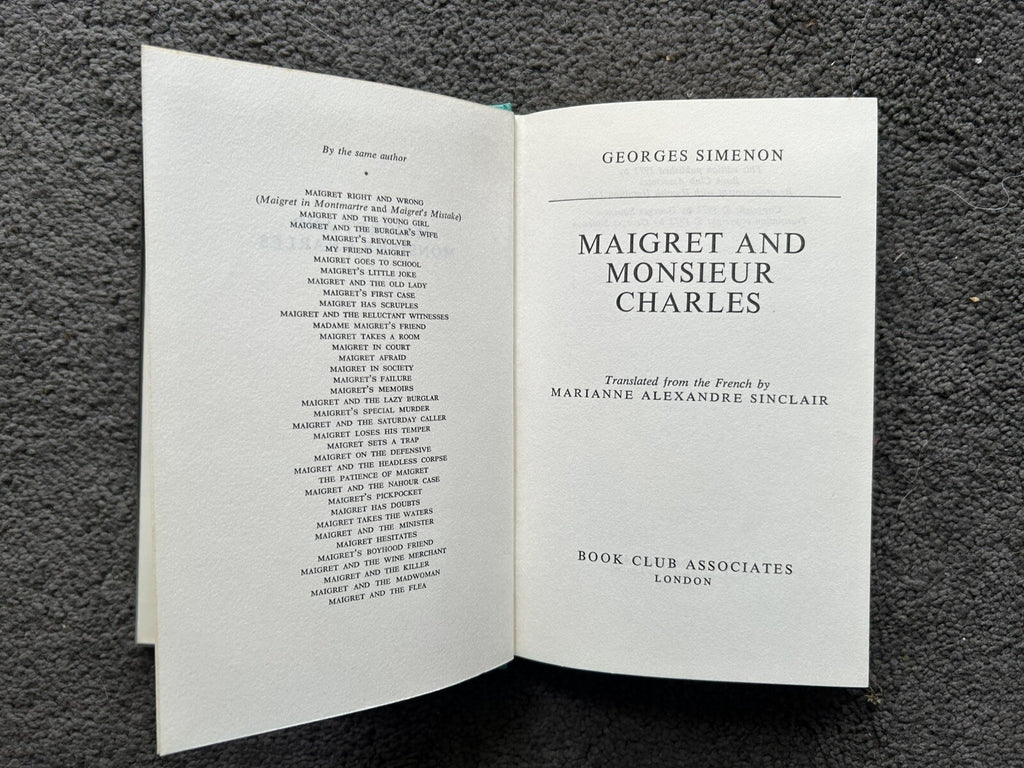 By the same author
•
MAIGRET RIGHT AND WRONG
(Maigret in Montmartre and Maigret's Mistake)
MAIGRET AND THE YOUNG GIRL
MAIGRET AND THE BURGLAR'S WIFE
MAIGRET'S REVOLVER
MY FRIEND MAIGRET
MAIGRET GOES TO SCHOOL
MAIGRET'S LITTLE JOKE
MAIGRET AND THE OLD LADY
MAIGRET'S FIRST CASE
MAIGRET HAS SCRUPLES
MAIGRET AND THE RELUCTANT WITNESSES
MADAME MAIGRET'S FRIEND
MAIGRET TAKES A ROOM
MAIGRET IN COURT
MAIGRET AFRAID
MAIGRET IN SOCIETY
MAIGRET'S FAILURE
MAIGRET'S MEMOIRS
MAIGRET AND THE LAZY BURGLAR
MAIGRET'S SPECIAL MURDER
MAIGRET AND THE SATURDAY CALLER
MAIGRET LOSES HIS TEMPER
MAIGRET SETS A TRAP
MAIGRET ON THE DEFENSIVE
MAIGRET AND THE HEADLESS CORPSE
THE PATIENCE OF MAIGRET
MAIGRET AND THE NAHOUR CASE
MAIGRET'S PICKPOCKET
MAIGRET HAS DOUBTS
MAIGRET TAKES THE WATERS
MAIGRET AND THE MINISTER
MAIGRET HESITATES
MAIGRET'S BOYHOOD FRIEND
MAIGRET AND THE WINE MERCHANT
MAIGRET AND THE KILLER
MAIGRET AND THE MADWOMAN
MAIGRET AND THE FLEA
GEORGES SIMENON
MAIGRET AND
MONSIEUR
CHARLES
Translated from the French by
MARIANNE ALEXANDRE SINCLAIR
BOOK CLUB ASSOCIATES
LONDON